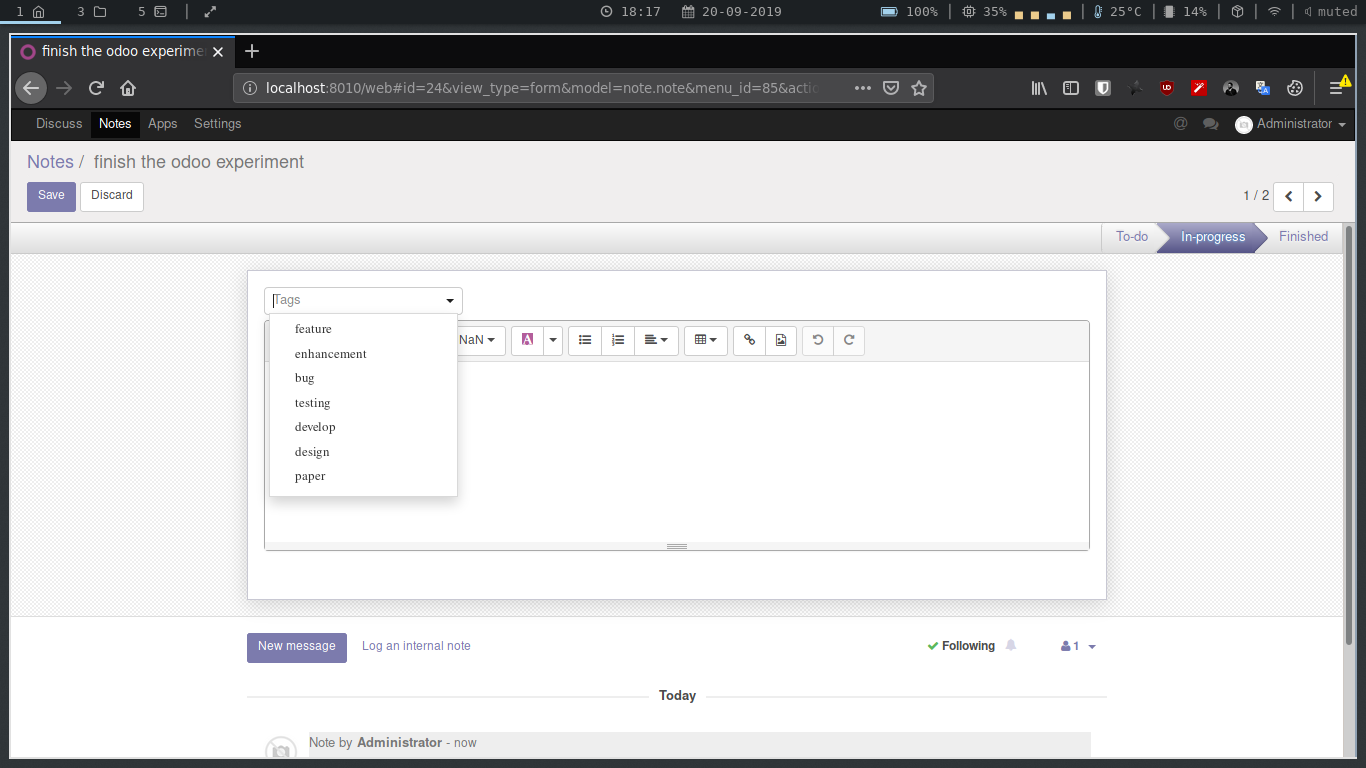 1 3 5 18:17 20-09-2019 100% 35% 25°C 14% muted
finish the odoo experime
localhost:8010/web#id=24&view_type=form&model=note.note&menu_id=85&actio
Discuss Notes Apps Settings @ Administrator
Notes / finish the odoo experiment
Save Discard 1 / 2
To-do In-progress Finished
Tags
feature
NaN A
enhancement
bug
testing
develop
design
paper
New message Log an internal note Following 1
Today
Note by Administrator - now